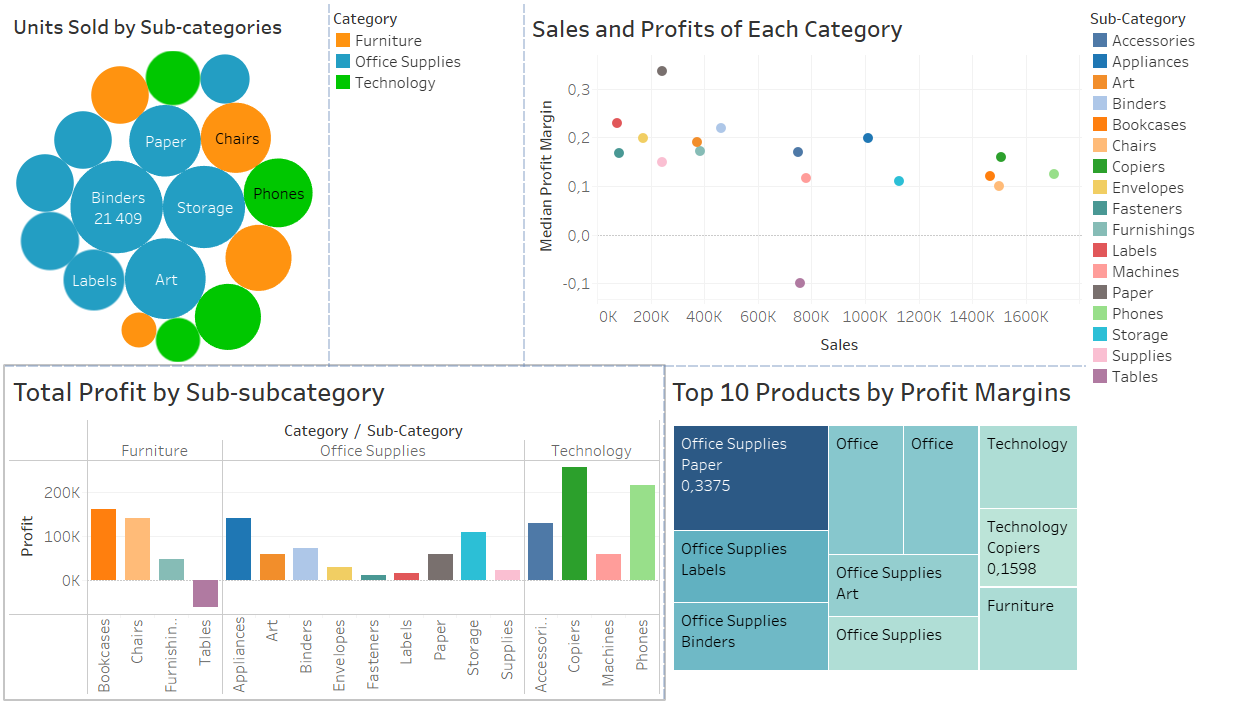 Units Sold by Sub-categories
Paper
Chairs
Binders
21 409
Storage
Phones
Labels
Art
Category
Furniture
Office Supplies
Technology
Sales and Profits of Each Category
Median Profit Margin
0,3
0,2
0,1
0,0
-0,1
0K 200K 400K 600K 800K 1000K 1200K 1400K 1600K
Sales
Sub-Category
Accessories
Appliances
Art
Binders
Bookcases
Chairs
Copiers
Envelopes
Fasteners
Furnishings
Labels
Machines
Paper
Phones
Storage
Supplies
Tables
Total Profit by Sub-subcategory
Category / Sub-Category
Furniture Office Supplies Technology
Profit
200K
100K
0K
Bookcases
Chairs
Furnishin..
Tables
Appliances
Art
Binders
Envelopes
Fasteners
Labels
Paper
Storage
Supplies
Accessori..
Copiers
Machines
Phones
Top 10 Products by Profit Margins
Office Supplies
Paper
0,3375
Office Supplies
Labels
Office Supplies
Binders
Office
Office
Office Supplies
Art
Office Supplies
Technology
Technology
Copiers
0,1598
Furniture